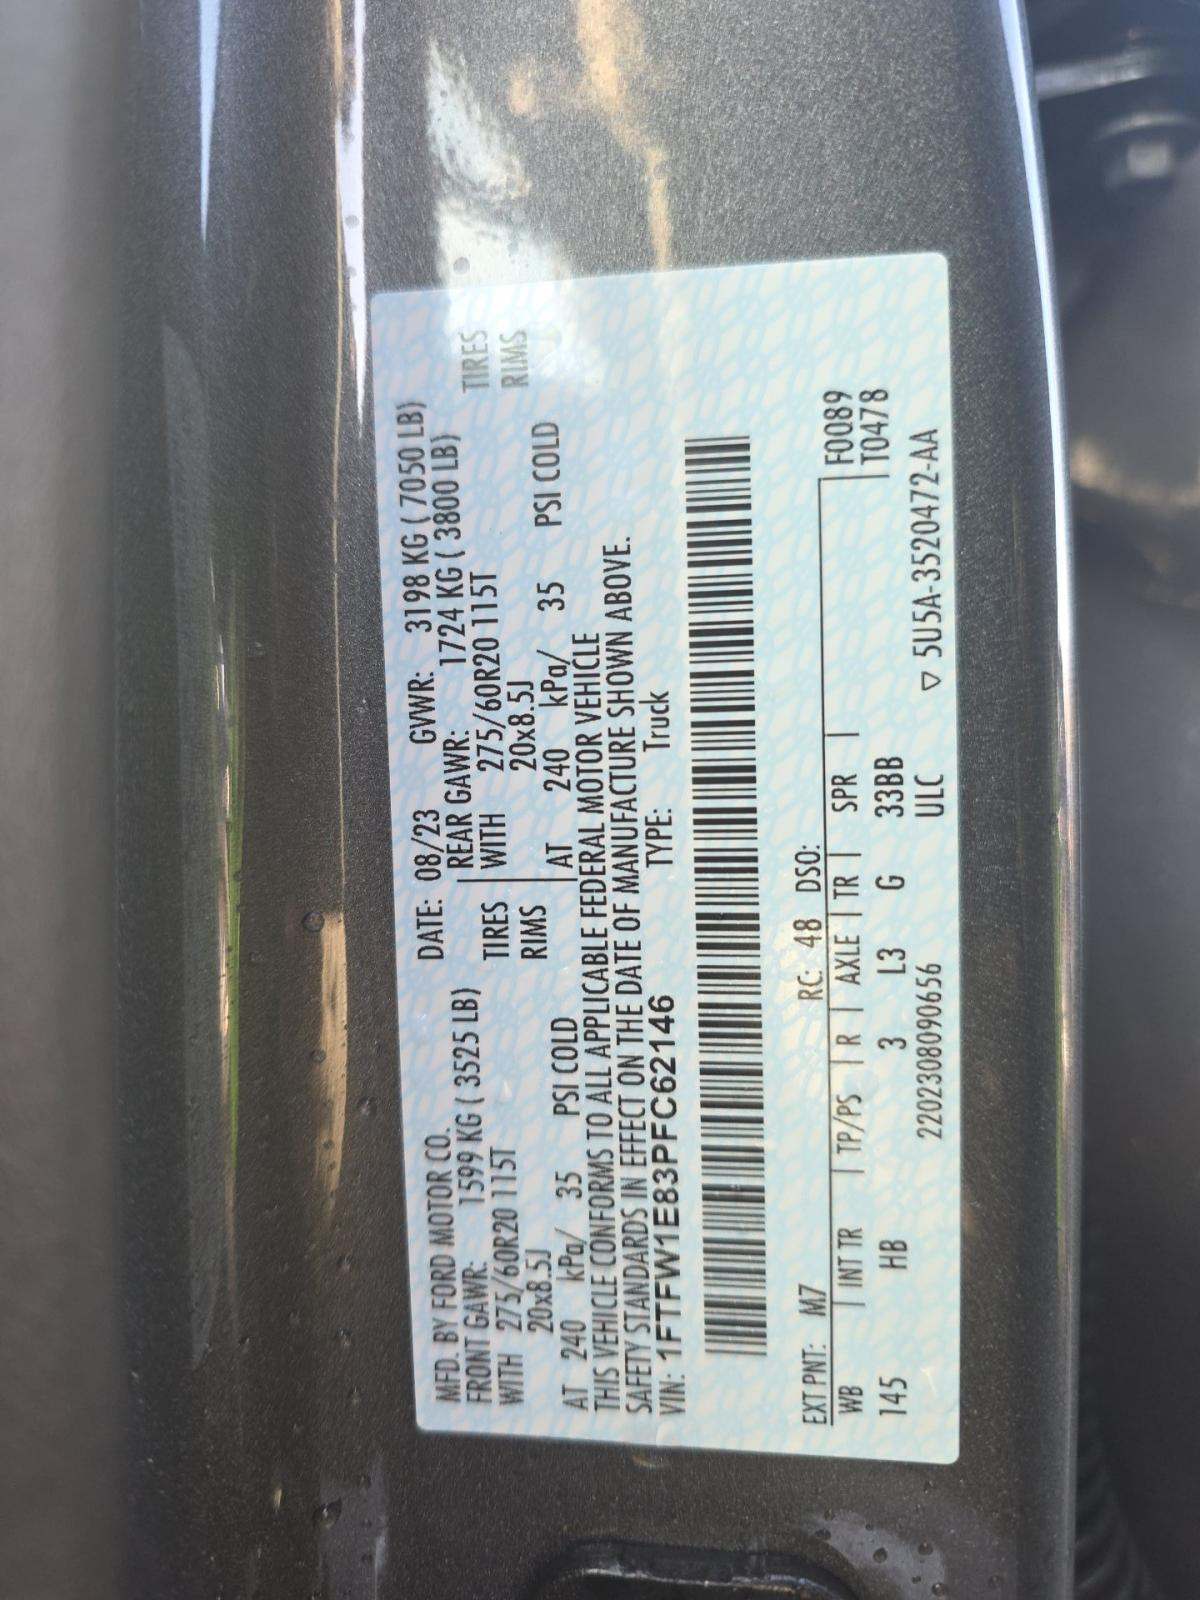 MFD. BY FORD MOTOR CO. DATE: 08/23 GVWR: 3198 KG ( 7050 LB)
FRONT GAWR: 1599 KG ( 3525 LB) REAR GAWR: 1724 KG ( 3800 LB)
WITH 275/60R20 115T TIRES WITH 275/60R20 115T TIRES
20x8.5J RIMS 20x8.5J RIMS
AT 240 kPa/ 35 PSI COLD AT 240 kPa/ 35 PSI COLD
THIS VEHICLE CONFORMS TO ALL APPLICABLE FEDERAL MOTOR VEHICLE
SAFETY STANDARDS IN EFFECT ON THE DATE OF MANUFACTURE SHOWN ABOVE.
VIN: 1FTFW1E83PFC62146 TYPE: Truck
EXT PNT: M7 RC: 48 DSO: F0089
WB | INT TR | TP/PS | R | AXLE | TR | SPR | T0478
145 HB 3 L3 G 33BB
2202308090656 ULC ▽ 5U5A-3520472-AA